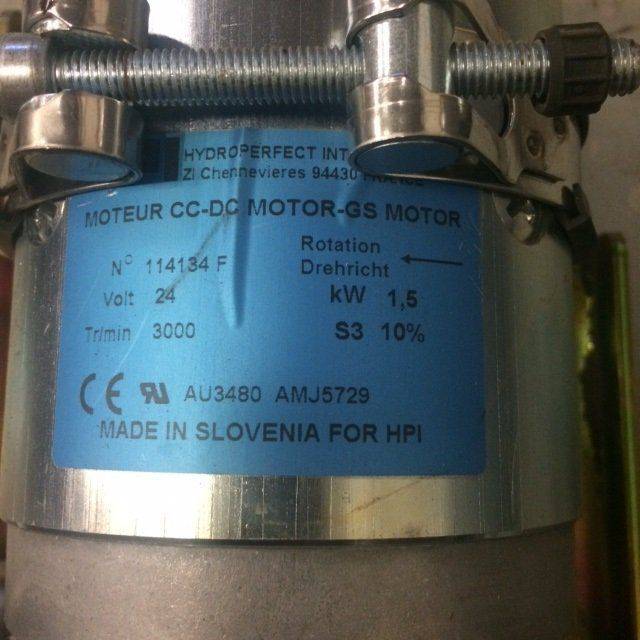 HYDROPERFECT INT
ZI Chennevieres 94430
MOTEUR CC-DC MOTOR-GS MOTOR
N° 114134 F
Rotation
Drehricht
Volt 24
kW 1,5
Tr/min 3000
S3 10%
CE AU3480 AMJ5729
MADE IN SLOVENIA FOR HPI